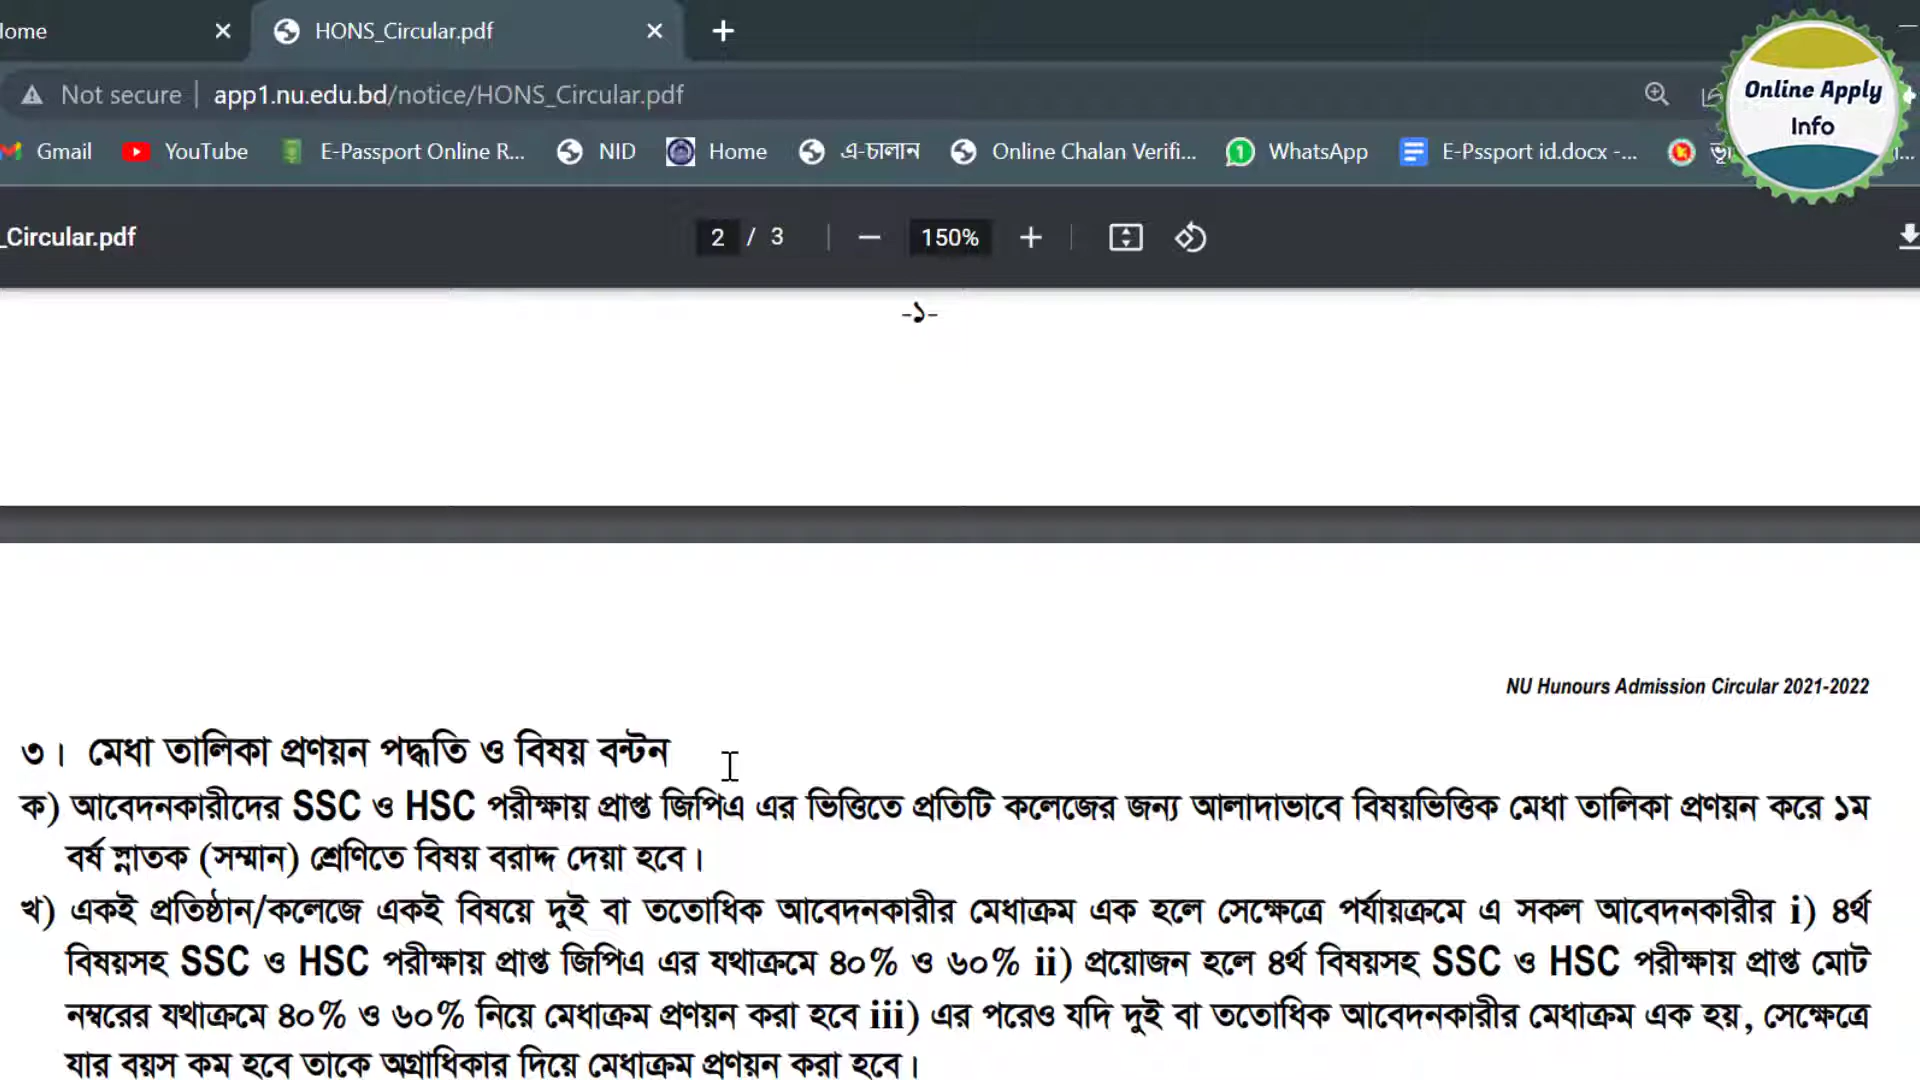 ome
HONS_Circular.pdf
Not secure app1.nu.edu.bd/notice/HONS_Circular.pdf
Online Apply
Info
Gmail YouTube E-Passport Online R... NID Home এ-চালান Online Chalan Verifi... WhatsApp E-Pssport id.docx -...
_Circular.pdf 2 / 3 150%
-১-
NU Hunours Admission Circular 2021-2022
৩। মেধা তালিকা প্রণয়ন পদ্ধতি ও বিষয় বন্টন
ক) আবেদনকারীদের SSC ও HSC পরীক্ষায় প্রাপ্ত জিপিএ এর ভিত্তিতে প্রতিটি কলেজের জন্য আলাদাভাবে বিষয়ভিত্তিক মেধা তালিকা প্রণয়ন করে ১ম
বর্ষ স্নাতক (সম্মান) শ্রেণিতে বিষয় বরাদ্দ দেয়া হবে।
খ) একই প্রতিষ্ঠান/কলেজে একই বিষয়ে দুই বা ততোধিক আবেদনকারীর মেধাক্রম এক হলে সেক্ষেত্রে পর্যায়ক্রমে এ সকল আবেদনকারীর i) ৪র্থ
বিষয়সহ SSC ও HSC পরীক্ষায় প্রাপ্ত জিপিএ এর যথাক্রমে ৪০% ও ৬০% ii) প্রয়োজন হলে ৪র্থ বিষয়সহ SSC ও HSC পরীক্ষায় প্রাপ্ত মোট
নম্বরের যথাক্রমে ৪০% ও ৬০% নিয়ে মেধাক্রম প্রণয়ন করা হবে iii) এর পরেও যদি দুই বা ততোধিক আবেদনকারীর মেধাক্রম এক হয়, সেক্ষেত্রে
যার বয়স কম হবে তাকে অগ্রাধিকার দিয়ে মেধাক্রম প্রণয়ন করা হবে।